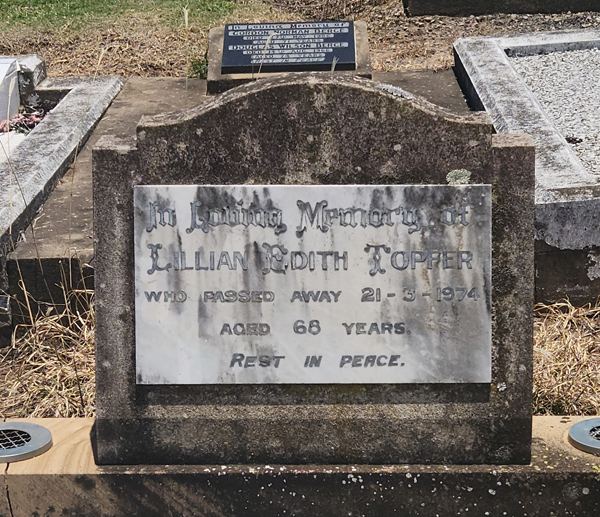 In Loving Memory of
GORDON NORMAN BERGE
DOUGLAS WILSON BERGE
In Loving Memory of
LILLIAN EDITH TOPPER
WHO PASSED AWAY 21-3-1974
AGED 68 YEARS.
REST IN PEACE.